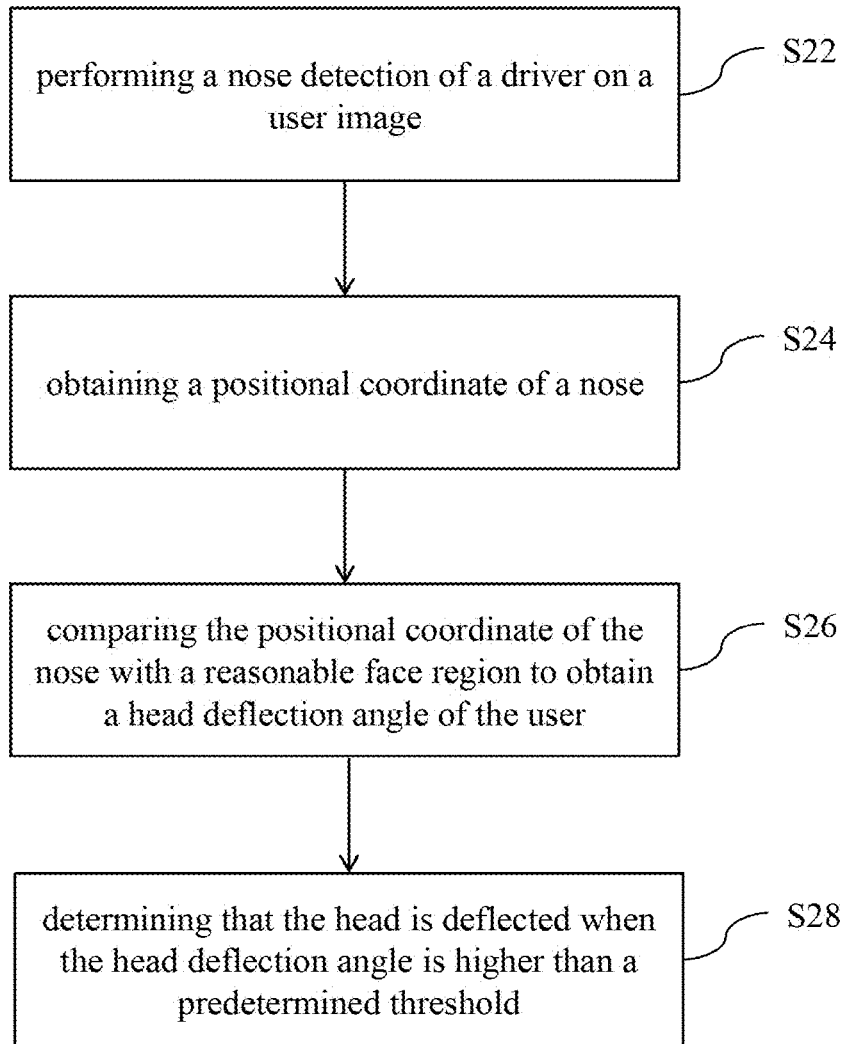 performing a nose detection of a driver on a
user image
S22
obtaining a positional coordinate of a nose
S24
comparing the positional coordinate of the
nose with a reasonable face region to obtain
a head deflection angle of the user
S26
determining that the head is deflected when
the head deflection angle is higher than a
predetermined threshold
S28